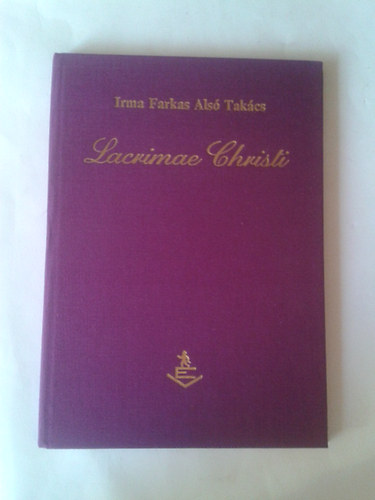 Irma Farkas Alsó Takács
Lacrimae Christi